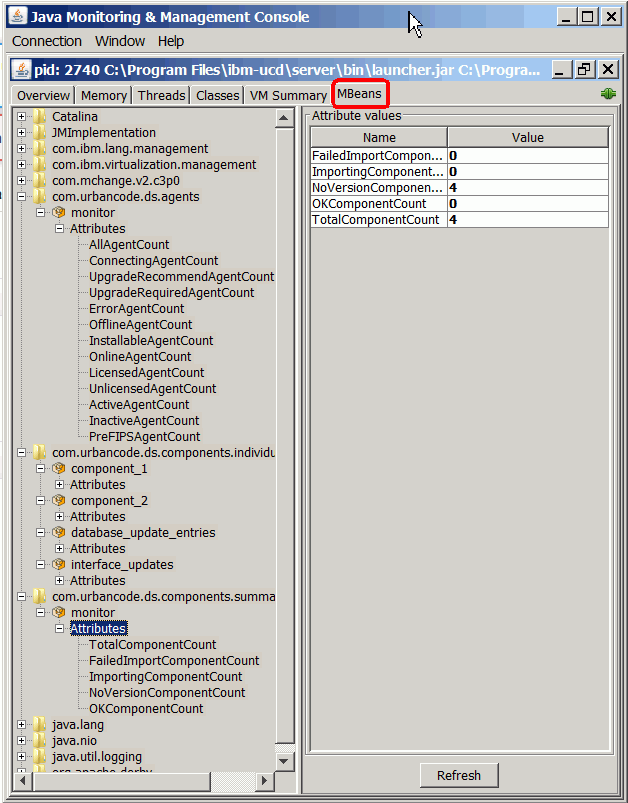 Java Monitoring & Management Console
Connection Window Help
pid: 2740 C:\Program Files\ibm-ucd\server\bin\launcher.jar C:\Progra...
Overview Memory Threads Classes VM Summary MBeans
Catalina
JMImplementation
com.ibm.lang.management
com.ibm.virtualization.management
com.mchange.v2.c3p0
com.urbancode.ds.agents
monitor
Attributes
AllAgentCount
ConnectingAgentCount
UpgradeRecommendAgentCount
UpgradeRequiredAgentCount
ErrorAgentCount
OfflineAgentCount
InstallableAgentCount
OnlineAgentCount
LicensedAgentCount
UnlicensedAgentCount
ActiveAgentCount
InactiveAgentCount
PreFIPSAgentCount
com.urbancode.ds.components.individu
component_1
Attributes
component_2
Attributes
database_update_entries
Attributes
interface_updates
Attributes
com.urbancode.ds.components.summa
monitor
Attributes
TotalComponentCount
FailedImportComponentCount
ImportingComponentCount
NoVersionComponentCount
OKComponentCount
java.lang
java.nio
java.util.logging
org.apache.derby
Attribute values
Name Value
FailedImportCompon... 0
ImportingComponent... 0
NoVersionComponen... 4
OKComponentCount 0
TotalComponentCount 4
Refresh